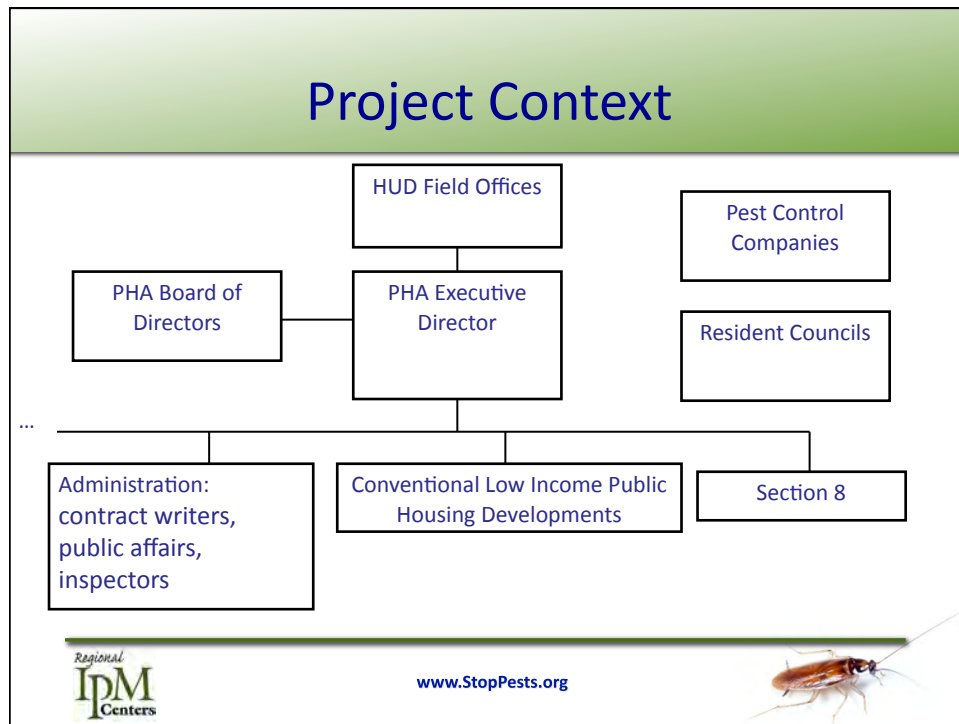 Project Context
HUD Field Offices
Pest Control
Companies
PHA Board of
Directors
PHA Executive
Director
Resident Councils
...
Administration:
contract writers,
public affairs,
inspectors
Conventional Low Income Public
Housing Developments
Section 8
Regional
IPM
Centers
www.StopPests.org